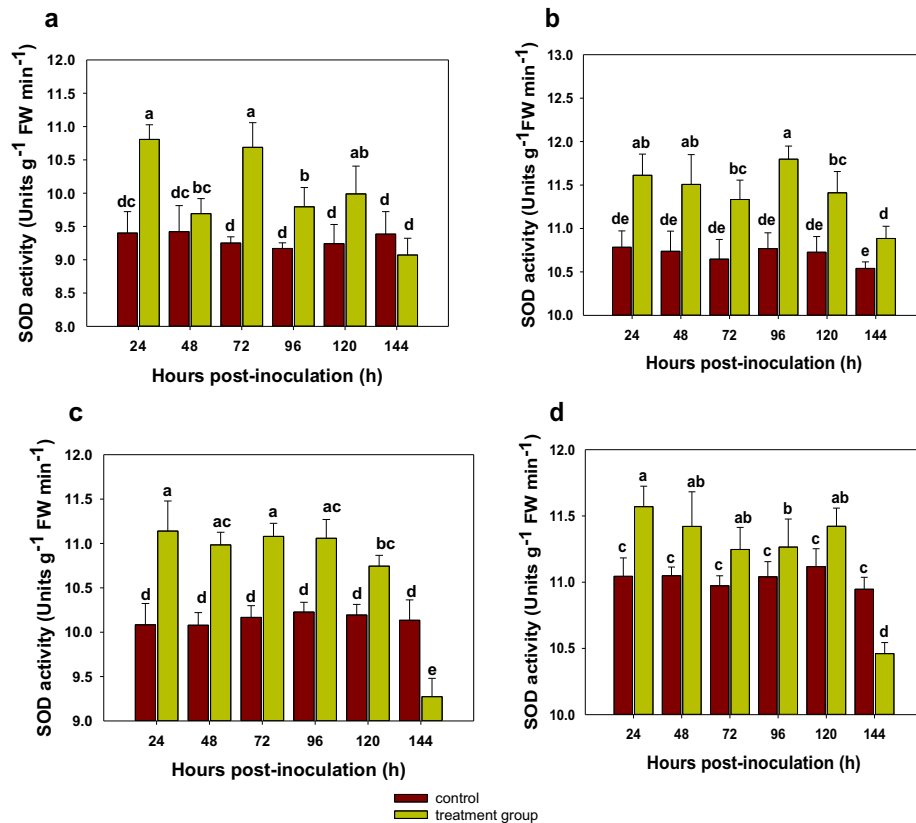 a
SOD activity (Units g⁻¹ FW min⁻¹)
12.0
11.5
11.0
10.5
10.0
9.5
9.0
8.5
8.0
dc a dc bc d a d b d ab d d
24 48 72 96 120 144
Hours post-inoculation (h)
b
SOD activity (Units g⁻¹FW min⁻¹)
13.0
12.5
12.0
11.5
11.0
10.5
10.0
de ab de ab de bc de a de bc e d
24 48 72 96 120 144
Hours post-inoculation (h)
c
SOD activity (Units g⁻¹ FW min⁻¹)
12.0
11.5
11.0
10.5
10.0
9.5
9.0
d a d ac d a d ac d bc d e
24 48 72 96 120 144
Hours post-inoculation (h)
d
SOD activity (Units g⁻¹ FW min⁻¹)
12.0
11.5
11.0
10.5
10.0
c a c ab c ab c b c ab c d
24 48 72 96 120 144
Hours post-inoculation (h)
control
treatment group